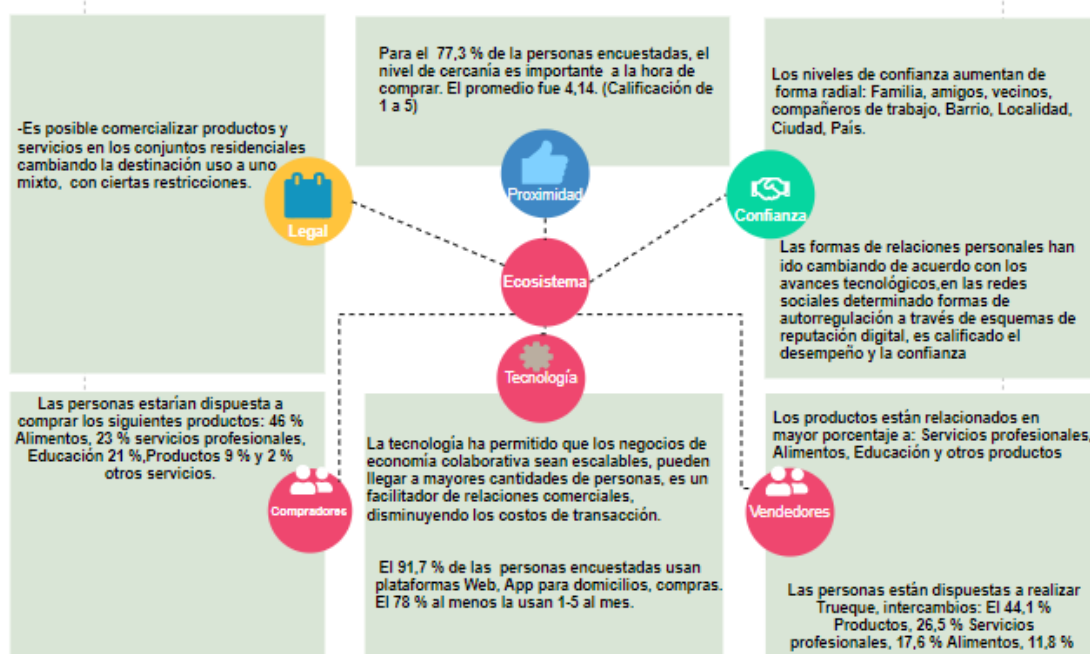 -Es posible comercializar productos y
servicios en los conjuntos residenciales
cambiando la destinación uso a uno
mixto, con ciertas restricciones.
Legal
Para el 77,3 % de la personas encuestadas, el
nivel de cercanía es importante a la hora de
comprar. El promedio fue 4,14. (Calificación de
1 a 5)
Proximidad
Los niveles de confianza aumentan de
forma radial: Familia, amigos, vecinos,
compañeros de trabajo, Barrio, Localidad,
Ciudad, País.
Confianza
Las formas de relaciones personales han
ido cambiando de acuerdo con los
avances tecnológicos,en las redes
sociales determinado formas de
autorregulación a través de esquemas de
reputación digital, es calificado el
desempeño y la confianza
Ecosistema
Tecnología
Las personas estarían dispuesta a
comprar los siguientes productos: 46 %
Alimentos, 23 % servicios profesionales,
Educación 21 %,Productos 9 % y 2 %
otros servicios.
Compradores
La tecnología ha permitido que los negocios de
economía colaborativa sean escalables, pueden
llegar a mayores cantidades de personas, es un
facilitador de relaciones comerciales,
disminuyendo los costos de transacción.
El 91,7 % de las personas encuestadas usan
plataformas Web, App para domicilios, compras.
El 78 % al menos la usan 1-5 al mes.
Los productos están relacionados en
mayor porcentaje a: Servicios profesionales,
Alimentos, Educación y otros productos
Vendedores
Las personas están dispuestas a realizar
Trueque, intercambios: El 44,1 %
Productos, 26,5 % Servicios
profesionales, 17,6 % Alimentos, 11,8 %